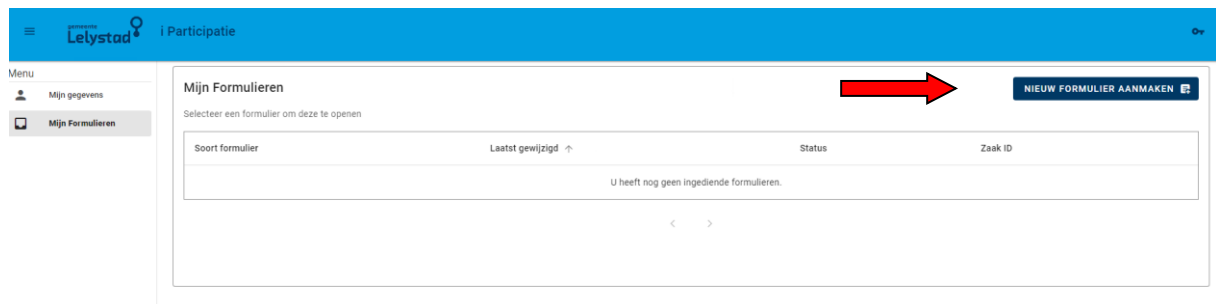 gemeente
Lelystad
i Participatie
Menu
Mijn gegevens
Mijn Formulieren
Mijn Formulieren
NIEUW FORMULIER AANMAKEN
Selecteer een formulier om deze te openen
Soort formulier Laatst gewijzigd Status Zaak ID
U heeft nog geen ingediende formulieren.